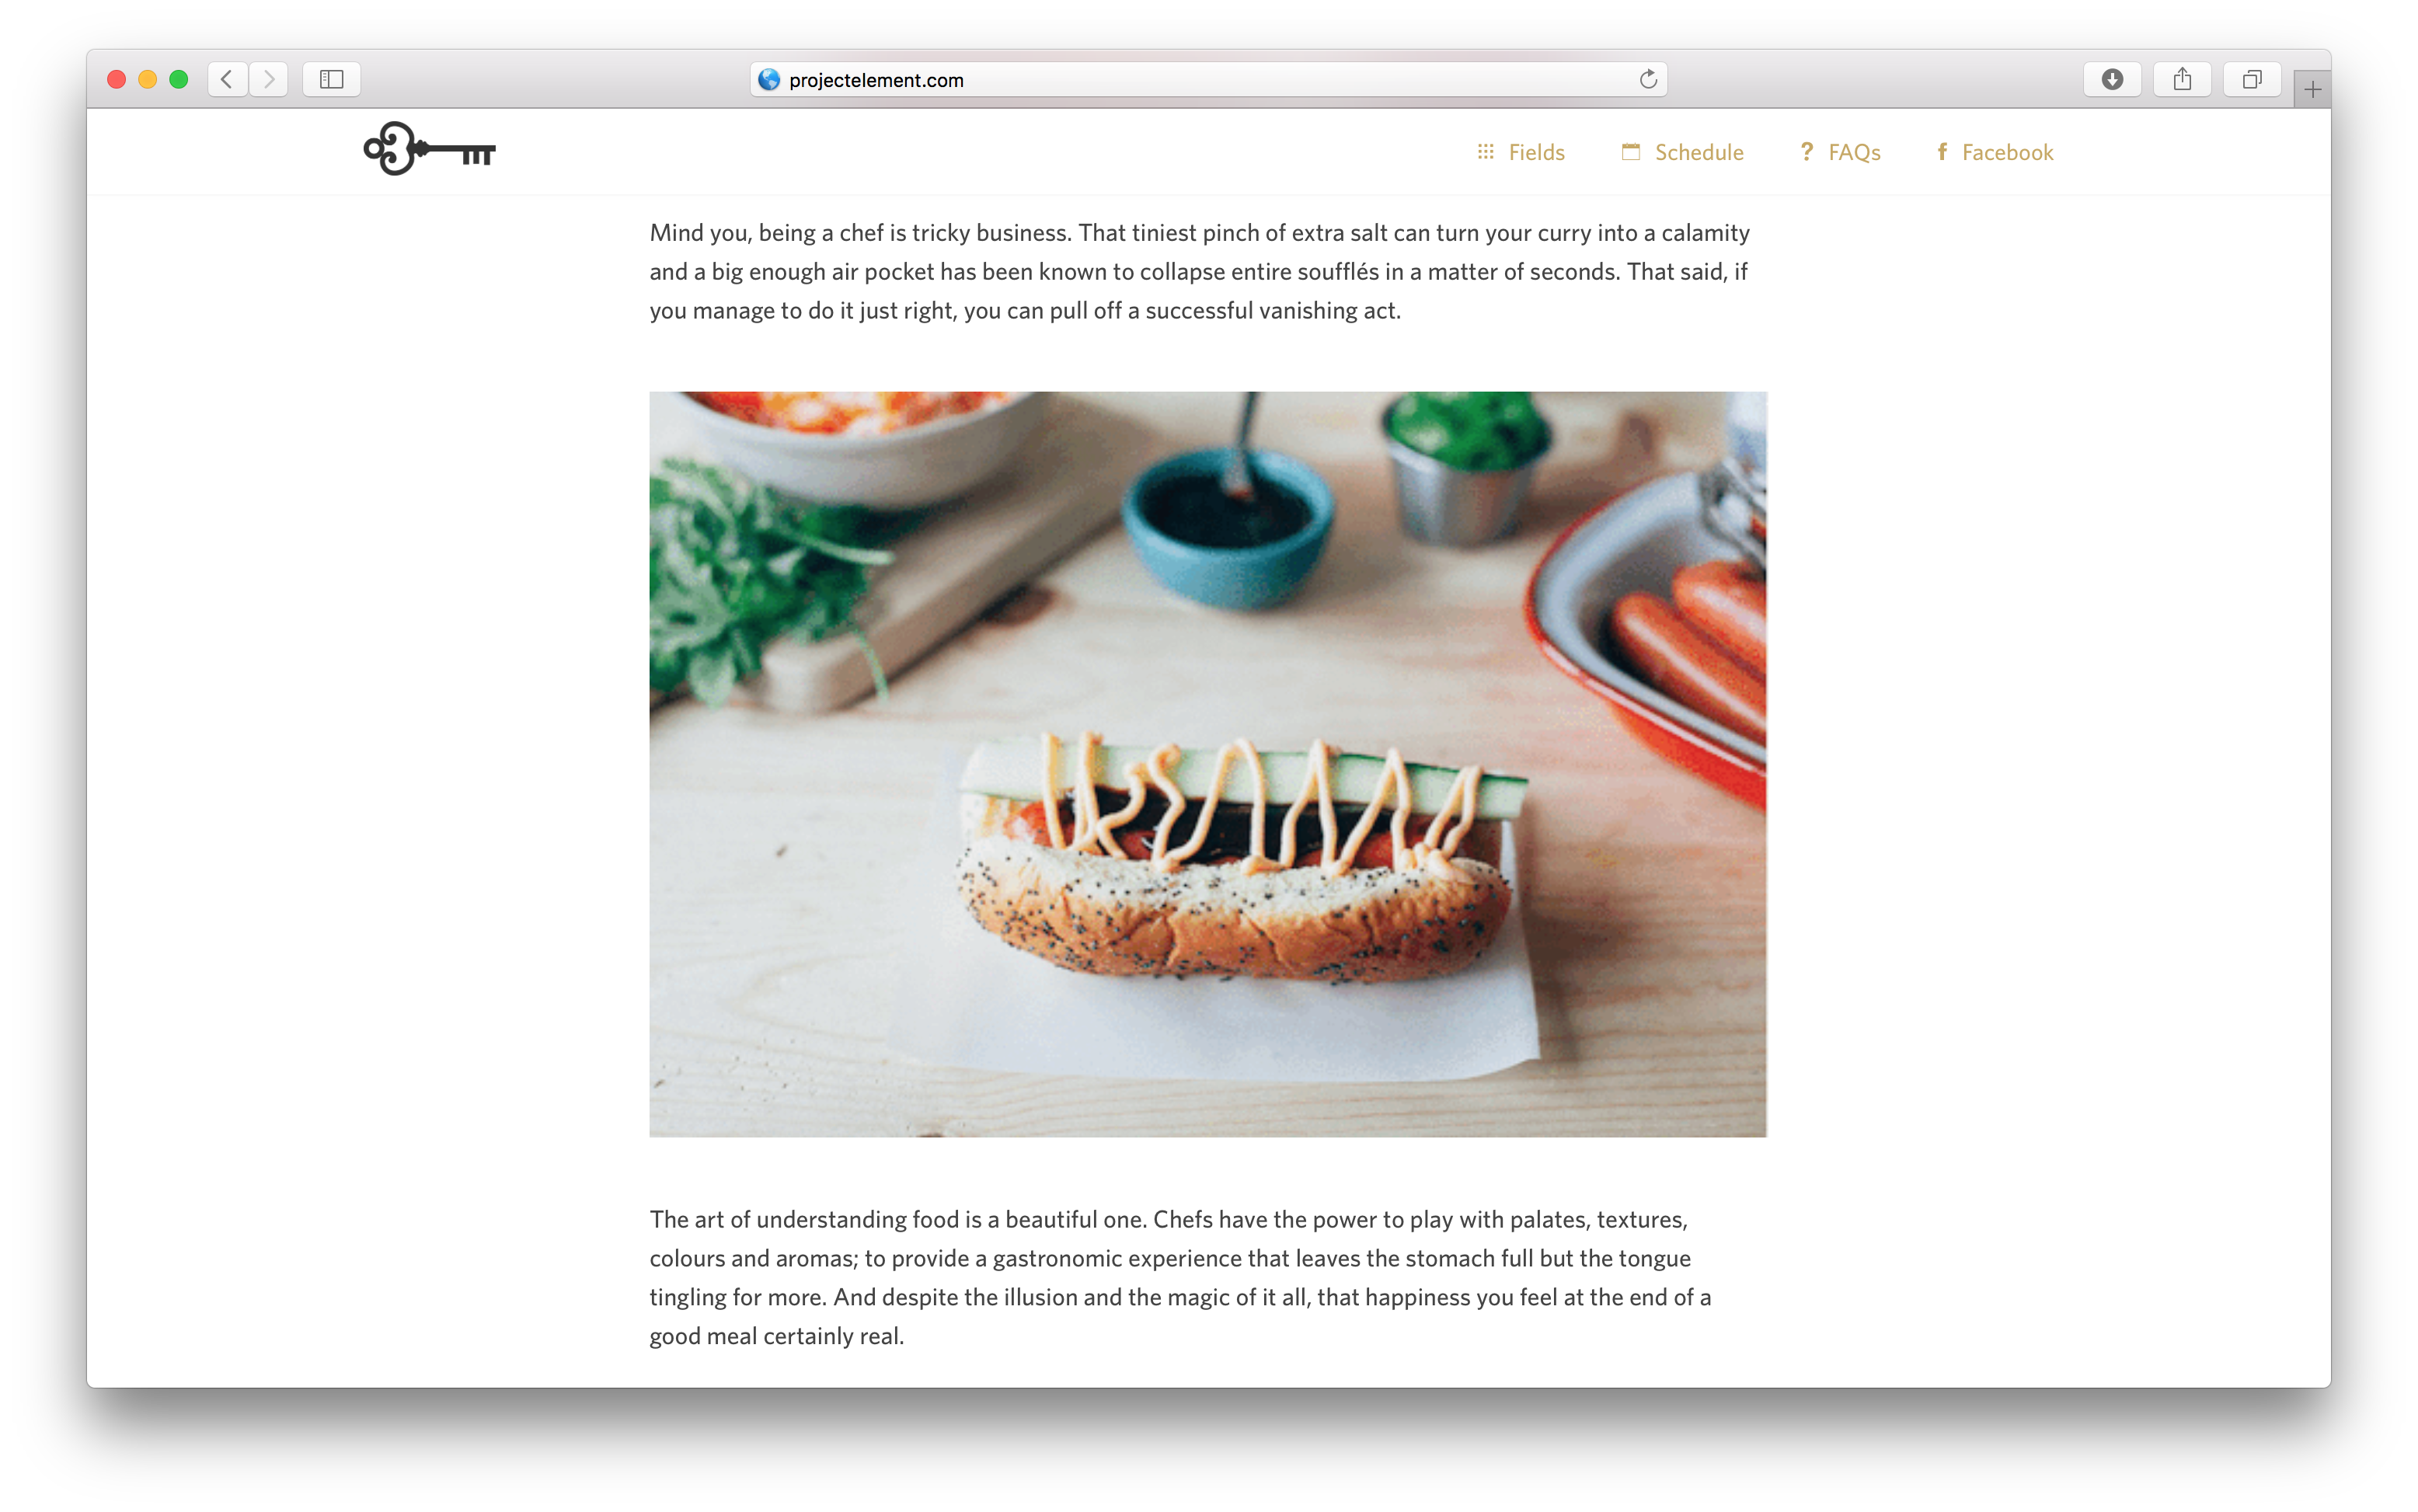 projectelement.com
Fields
Schedule
? FAQs
f Facebook
Mind you, being a chef is tricky business. That tiniest pinch of extra salt can turn your curry into a calamity
and a big enough air pocket has been known to collapse entire soufflés in a matter of seconds. That said, if
you manage to do it just right, you can pull off a successful vanishing act.
The art of understanding food is a beautiful one. Chefs have the power to play with palates, textures,
colours and aromas; to provide a gastronomic experience that leaves the stomach full but the tongue
tingling for more. And despite the illusion and the magic of it all, that happiness you feel at the end of a
good meal certainly real.